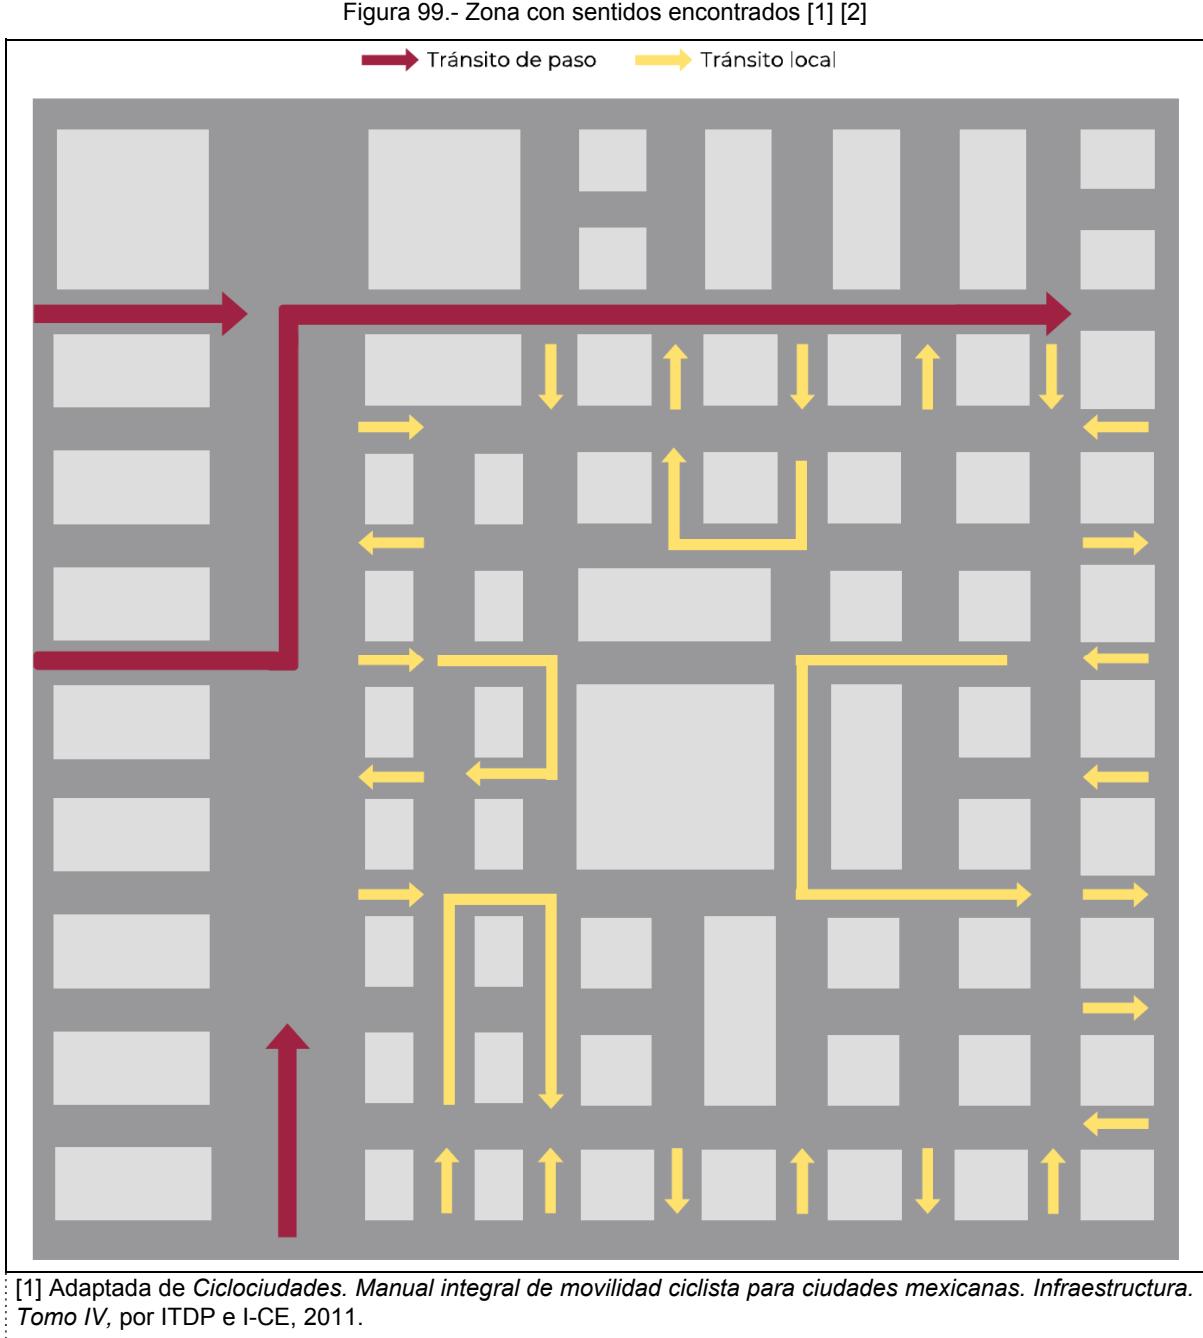 Figura 99.- Zona con sentidos encontrados [1] [2]
Tránsito de paso
Tránsito local
[1] Adaptada de Ciclociudades. Manual integral de movilidad ciclista para ciudades mexicanas. Infraestructura.
Tomo IV, por ITDP e I-CE, 2011.